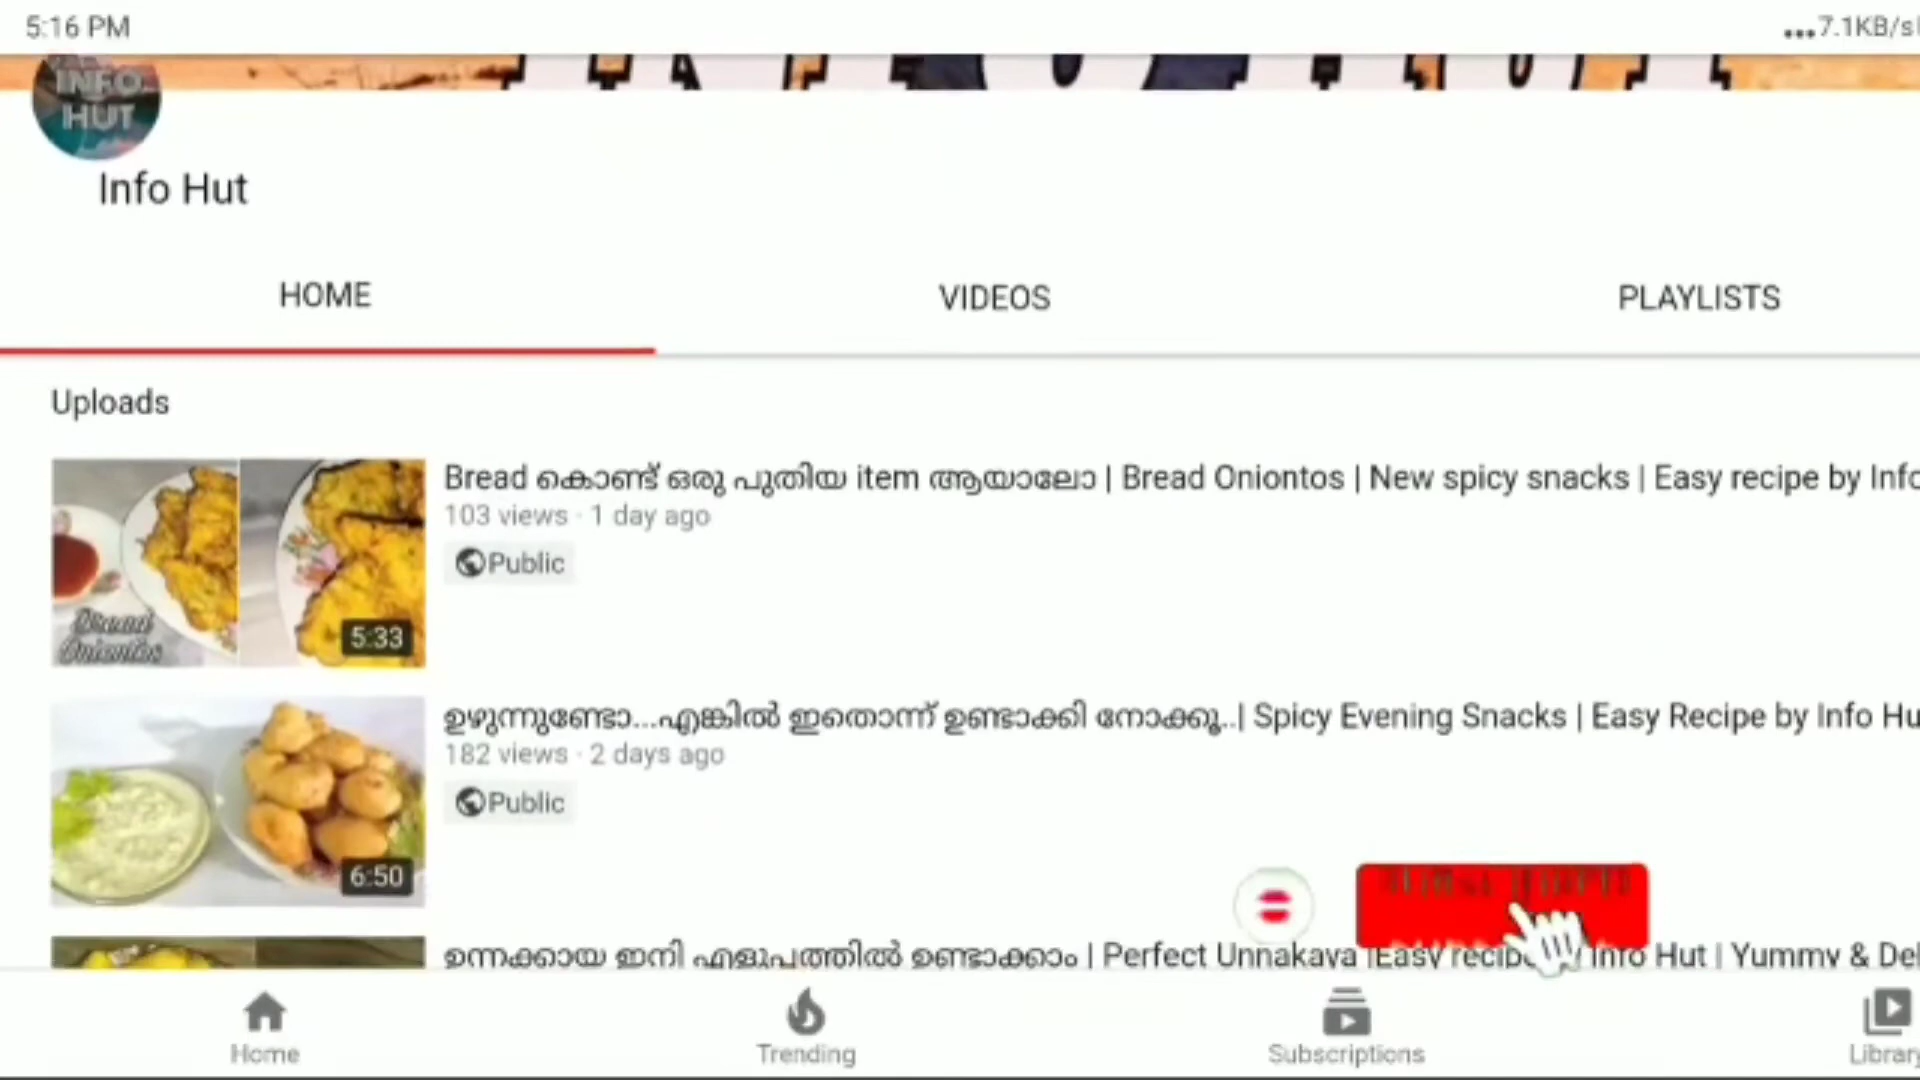 5:16 PM
...7.1KB/s
INFO
HUT
Info Hut
HOME
VIDEOS
PLAYLISTS
Uploads
Bread കൊണ്ട് ഒരു പുതിയ item ആയാലോ | Bread Oniontos | New spicy snacks | Easy recipe by Info
103 views · 1 day ago
Public
Bread
Oniontos
5:33
ഉഴുന്നുണ്ടോ...എങ്കിൽ ഇതൊന്ന് ഉണ്ടാക്കി നോക്കൂ..| Spicy Evening Snacks | Easy Recipe by Info Hu
182 views · 2 days ago
Public
6:50
ഉന്നക്കായ ഇനി എളുപത്തിൽ ഉണ്ടാക്കാം | Perfect Unnakaya |Easy recipe Info Hut | Yummy & Del
Home
Trending
Subscriptions
Library